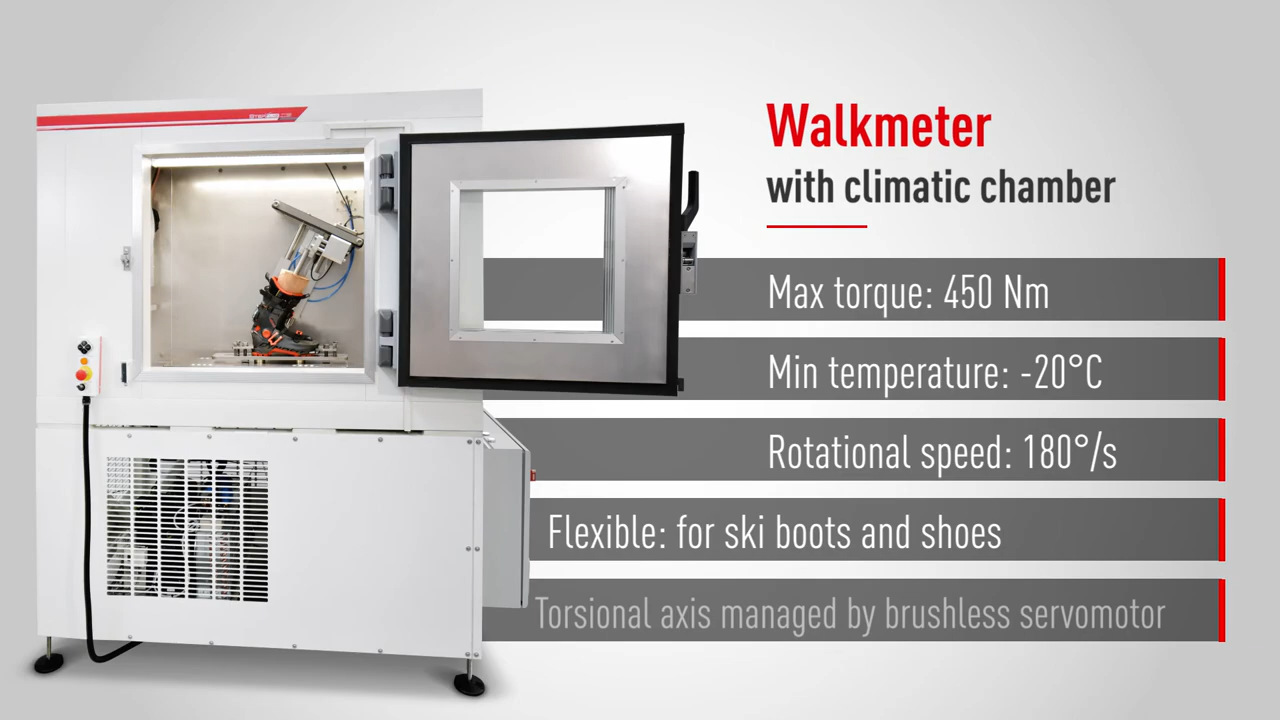 Walkmeter
with climatic chamber
Max torque: 450 Nm
Min temperature: -20°C
Rotational speed: 180°/s
Flexible: for ski boots and shoes
Torsional axis managed by brushless servomotor